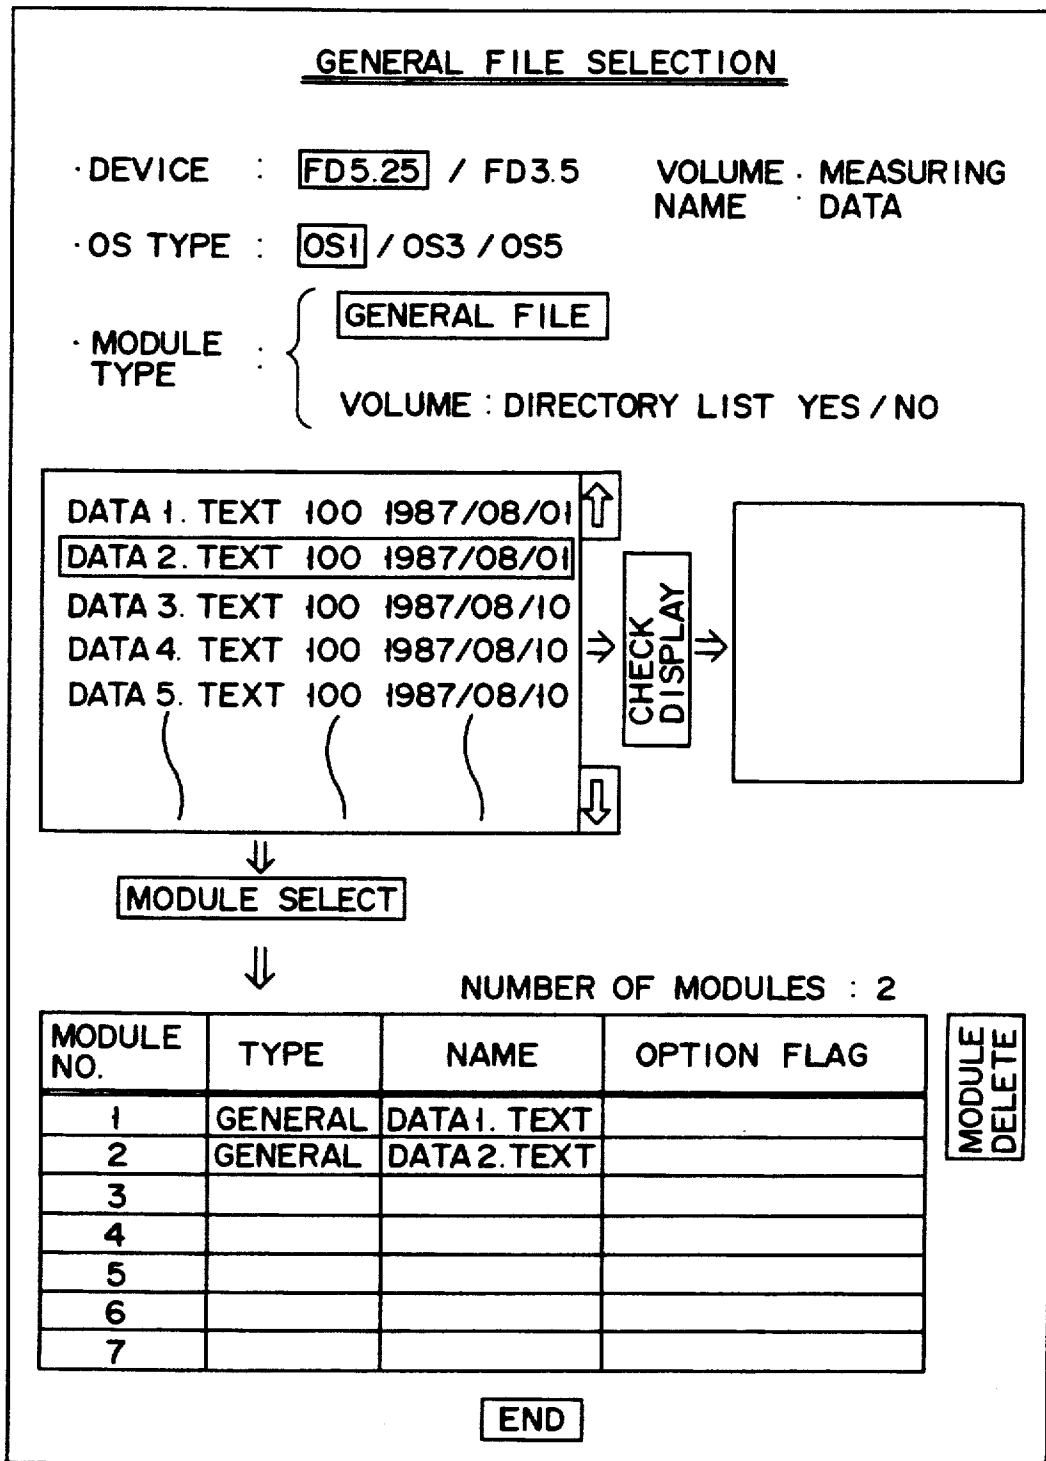 GENERAL FILE SELECTION
·DEVICE : FD5.25 / FD3.5
VOLUME : MEASURING
NAME DATA
·OS TYPE : OS1 / OS3 / OS5
·MODULE :
TYPE
GENERAL FILE
VOLUME : DIRECTORY LIST YES / NO
DATA 1. TEXT 100 1987/08/01
DATA 2. TEXT 100 1987/08/01
DATA 3. TEXT 100 1987/08/10
DATA 4. TEXT 100 1987/08/10
DATA 5. TEXT 100 1987/08/10
CHECK
DISPLAY
MODULE SELECT
NUMBER OF MODULES : 2
MODULE
NO.
TYPE NAME OPTION FLAG
1 GENERAL DATA 1. TEXT
2 GENERAL DATA 2. TEXT
3
4
5
6
7
MODULE
DELETE
END